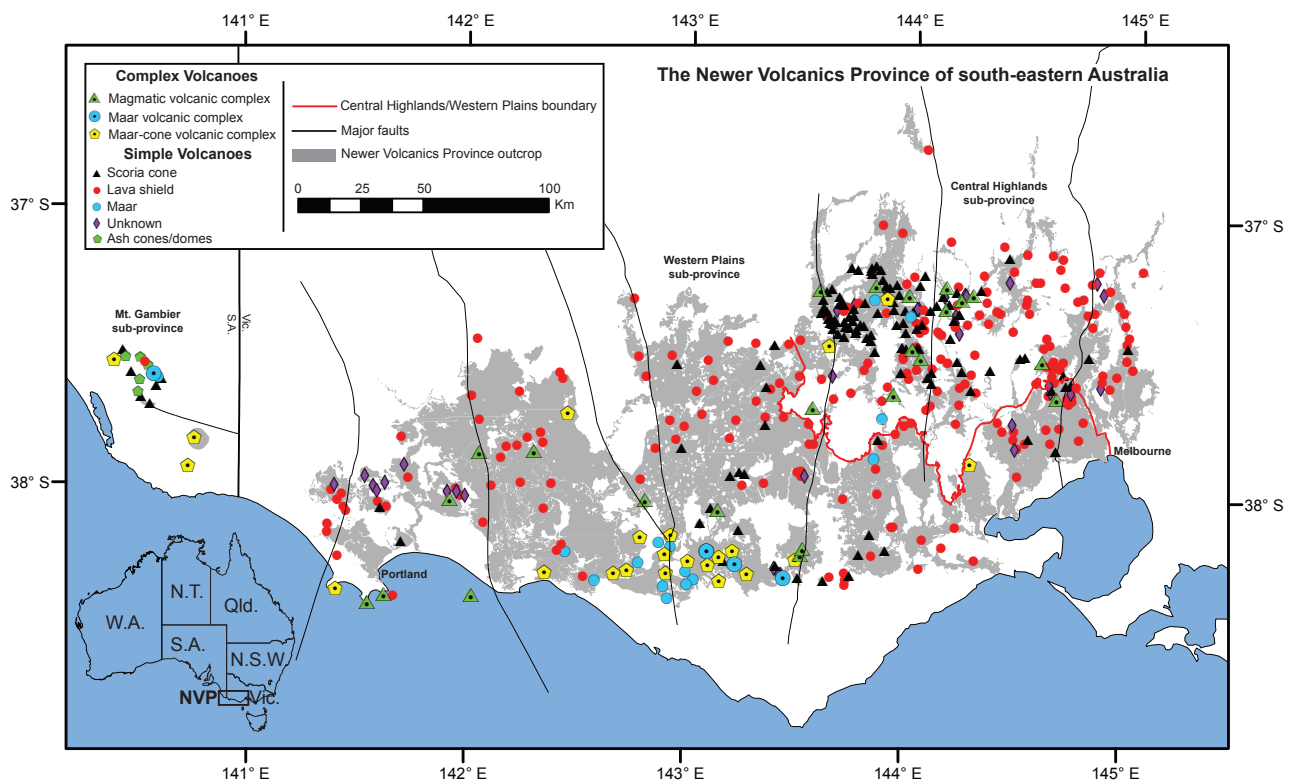 141° E
142° E
143° E
144° E
145° E
The Newer Volcanics Province of south-eastern Australia
Complex Volcanoes
Magmatic volcanic complex
Maar volcanic complex
Maar-cone volcanic complex
Simple Volcanoes
Scoria cone
Lava shield
Maar
Unknown
Ash cones/domes
Central Highlands/Western Plains boundary
Major faults
Newer Volcanics Province outcrop
0 25 50 100
Km
37° S
37° S
Central Highlands
sub-province
Western Plains
sub-province
Mt. Gambier
sub-province
Vic.
S.A.
Melbourne
38° S
38° S
Portland
N.T.
Qld.
W.A.
S.A.
N.S.W
NVP
Vic.
141° E
142° E
143° E
144° E
145° E